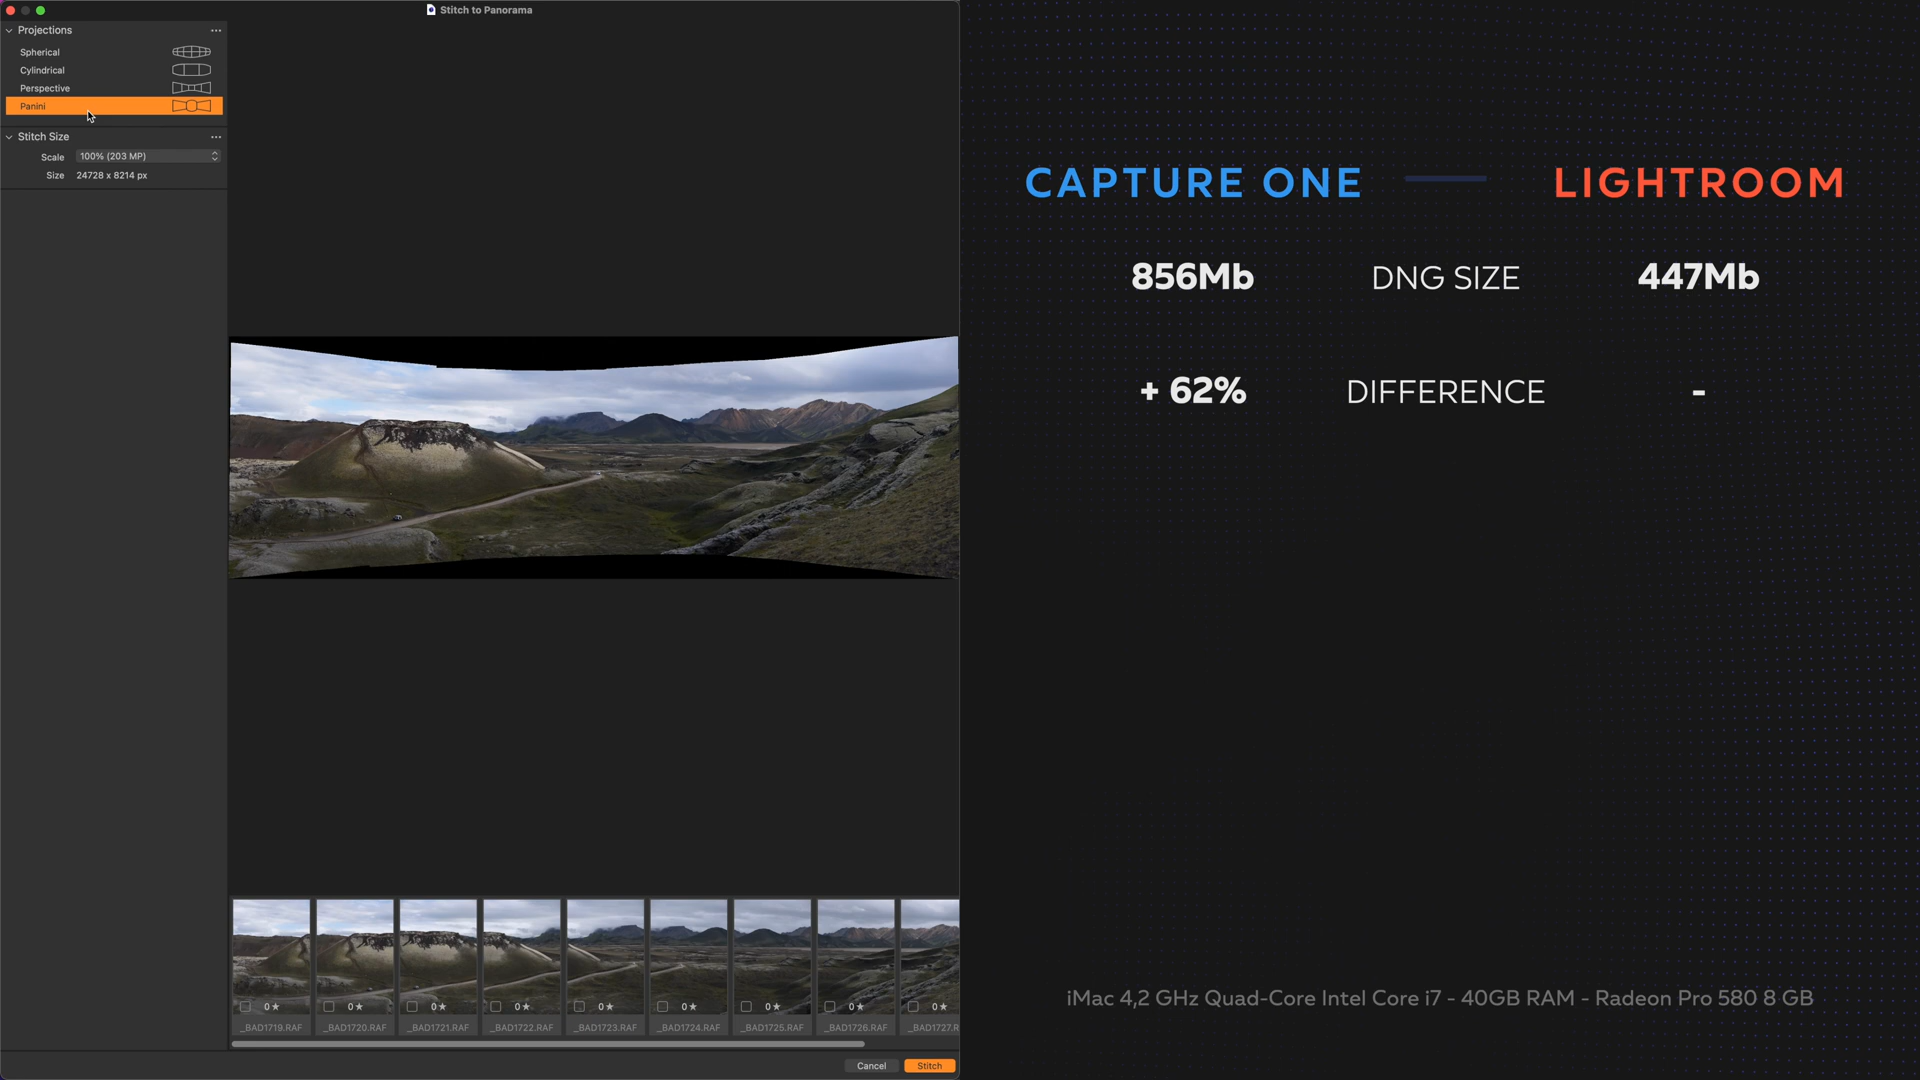 Stitch to Panorama
Projections
Spherical
Cylindrical
Perspective
Panini
Stitch Size
Scale 100% (203 MP)
Size 24728 x 8214 px
0★ 0★ 0★ 0★ 0★ 0★ 0★ 0★ 0★
_BAD1719.RAF _BAD1720.RAF _BAD1721.RAF _BAD1722.RAF _BAD1723.RAF _BAD1724.RAF _BAD1725.RAF _BAD1726.RAF _BAD1727.R
Cancel Stitch
CAPTURE ONE — LIGHTROOM
856Mb DNG SIZE 447Mb
+ 62% DIFFERENCE -
iMac 4,2 GHz Quad-Core Intel Core i7 - 40GB RAM - Radeon Pro 580 8 GB